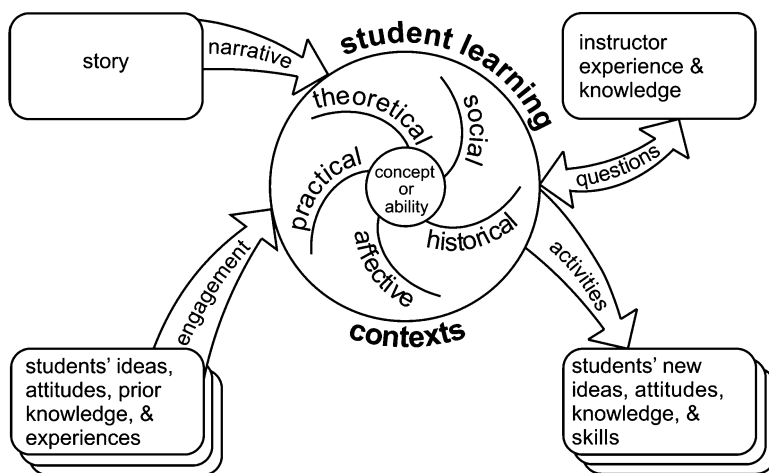 story
narrative
student learning
instructor
experience &
knowledge
theoretical
social
practical
concept
or
ability
questions
historical
affective
engagement
activities
contexts
students’ ideas,
attitudes, prior
knowledge, &
experiences
students’ new
ideas, attitudes,
knowledge, &
skills